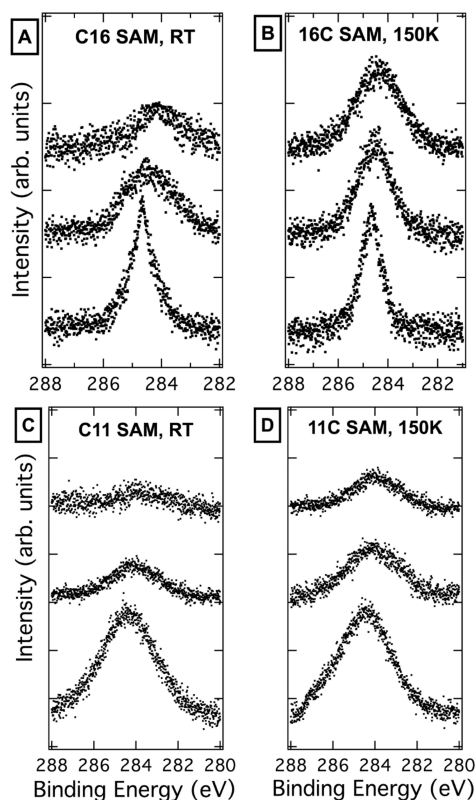 A
C16 SAM, RT
B
16C SAM, 150K
Intensity (arb. units)
288 286 284 282
288 286 284 282
C
C11 SAM, RT
D
11C SAM, 150K
Intensity (arb. units)
288 286 284 282 280
288 286 284 282 280
Binding Energy (eV)
Binding Energy (eV)